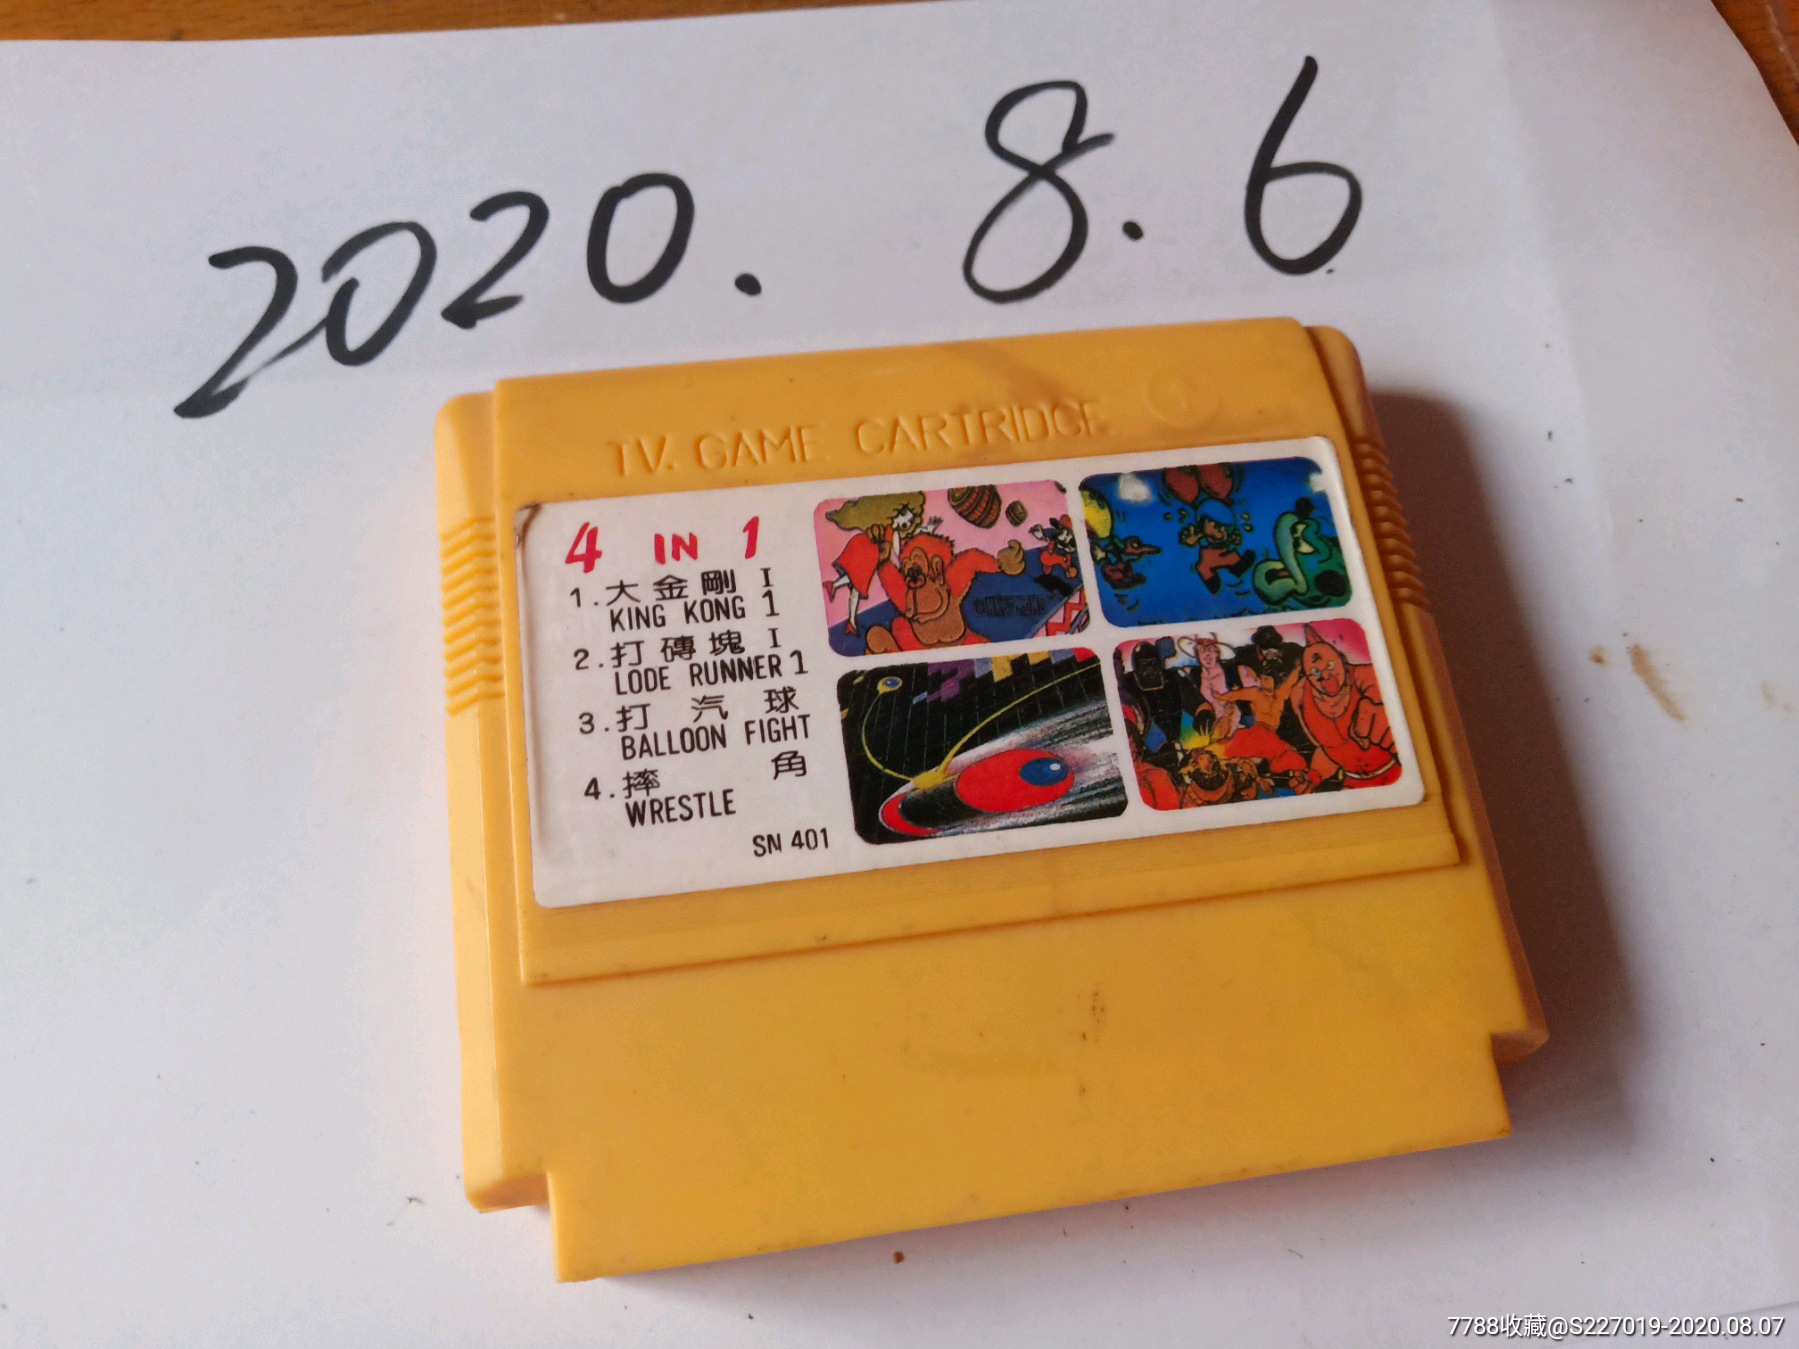 2020. 8.6
TV. GAME CARTRIDGE 1
4 IN 1
1.大金剛 I
KING KONG 1
2.打磚塊 I
LODE RUNNER 1
3.打汽球
BALLOON FIGHT
4.摔角
WRESTLE
SN 401
7788收藏@S227019-2020.08.07